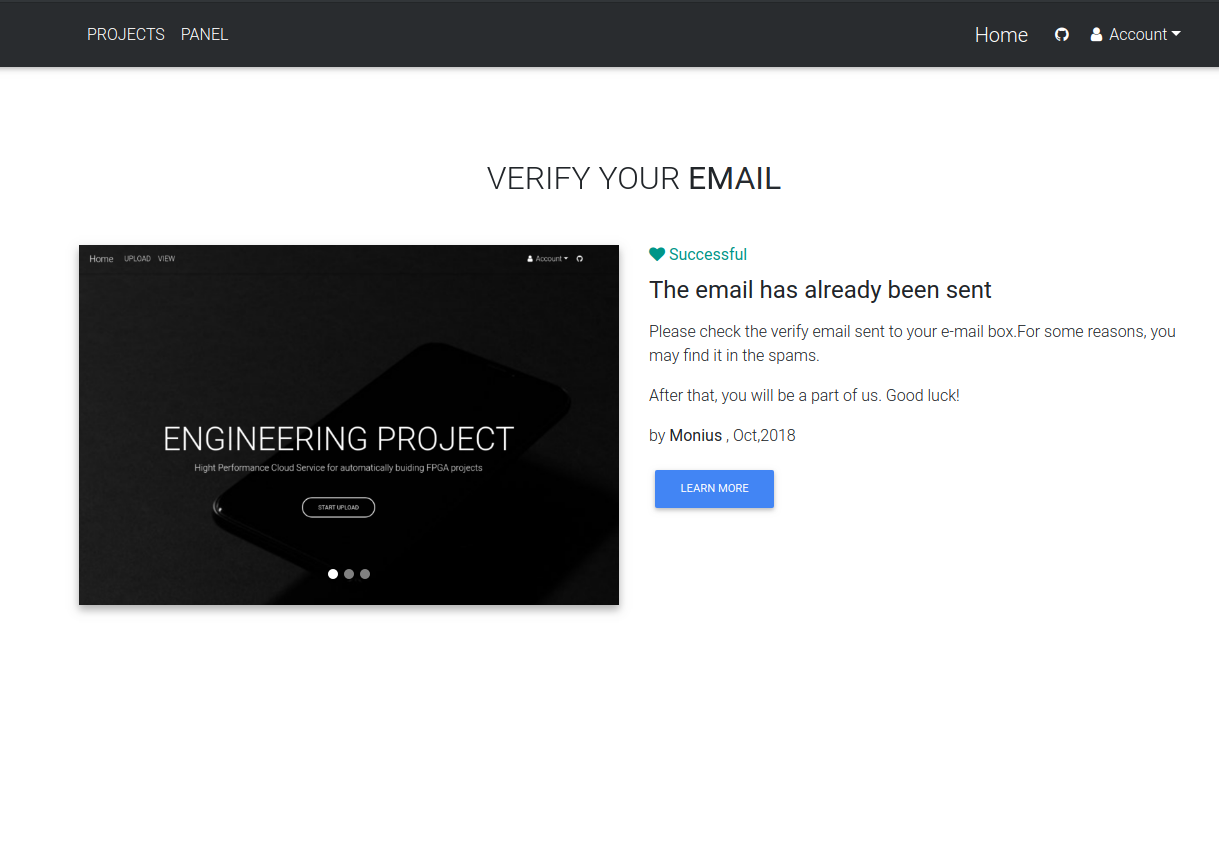 PROJECTS PANEL Home Account
VERIFY YOUR EMAIL
Home UPLOAD VIEW Account
ENGINEERING PROJECT
Hight Performance Cloud Service for automatically buiding FPGA projects
START UPLOAD
Successful
The email has already been sent
Please check the verify email sent to your e-mail box.For some reasons, you
may find it in the spams.
After that, you will be a part of us. Good luck!
by Monius , Oct,2018
LEARN MORE